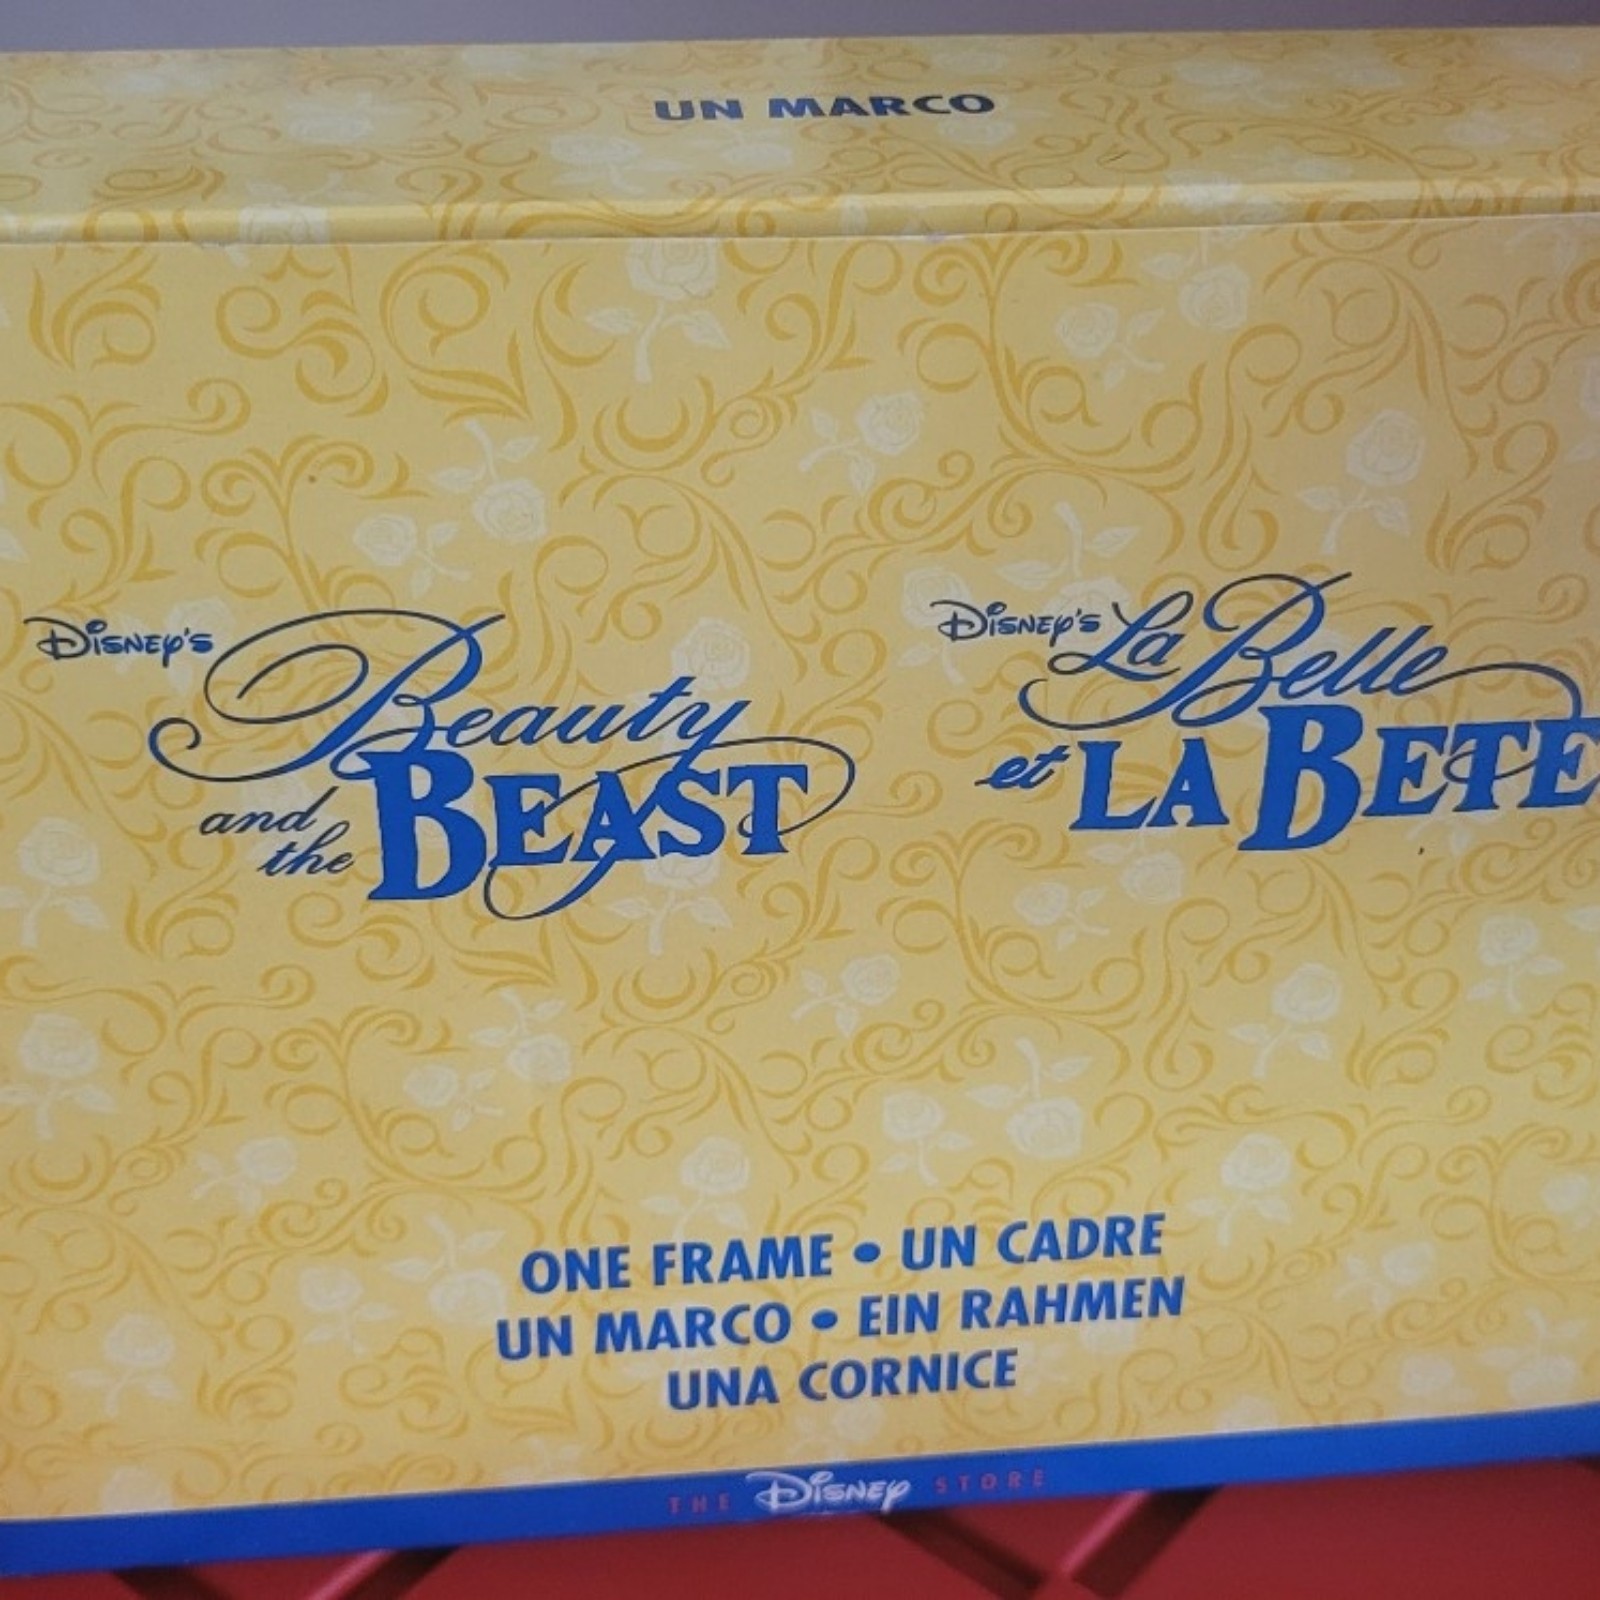 UN MARCO
Disney's
Beauty
and the BEAST
Disney's La Belle
et LA BETE
ONE FRAME • UN CADRE
UN MARCO • EIN RAHMEN
UNA CORNICE
THE Disney STORE